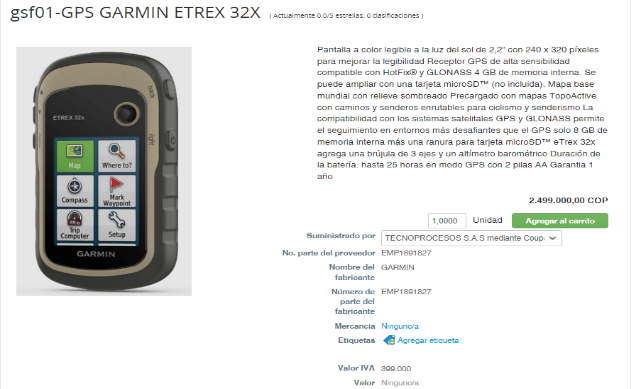 gsf01-GPS GARMIN ETREX 32X ( Actualmente 0.0/5 estrellas. 0 clasificaciones )
Pantalla a color legible a la luz del sol de 2,2" con 240 x 320 píxeles
para mejorar la legibilidad Receptor GPS de alta sensibilidad
compatible con HotFix® y GLONASS 4 GB de memoria interna. Se
puede ampliar con una tarjeta microSD™ (no incluida). Mapa base
mundial con relieve sombreado Precargado con mapas TopoActive
con caminos y senderos enrutables para ciclismo y senderismo La
compatibilidad con los sistemas satelitales GPS y GLONASS permite
el seguimiento en entornos más desafiantes que el GPS solo 8 GB de
memoria interna más una ranura para tarjeta microSD™ eTrex 32x
agrega una brújula de 3 ejes y un altímetro barométrico Duración de
la batería: hasta 25 horas en modo GPS con 2 pilas AA Garantia 1
año
back
light
ETREX 32x
Map
Where to?
Compass
Mark
Waypoint
Trip
Computer
Setup
GARMIN
2.499.000,00 COP
1,0000 Unidad Agregar al carrito
Suministrado por TECNOPROCESOS S.A.S mediante Coup
No. parte del proveedor EMP1891827
Nombre del GARMIN
fabricante
Número de EMP1891827
parte del
fabricante
Mercancía Ninguno/a
Etiquetas Agregar etiqueta
Valor IVA 399.000
Valor Ninguno/a